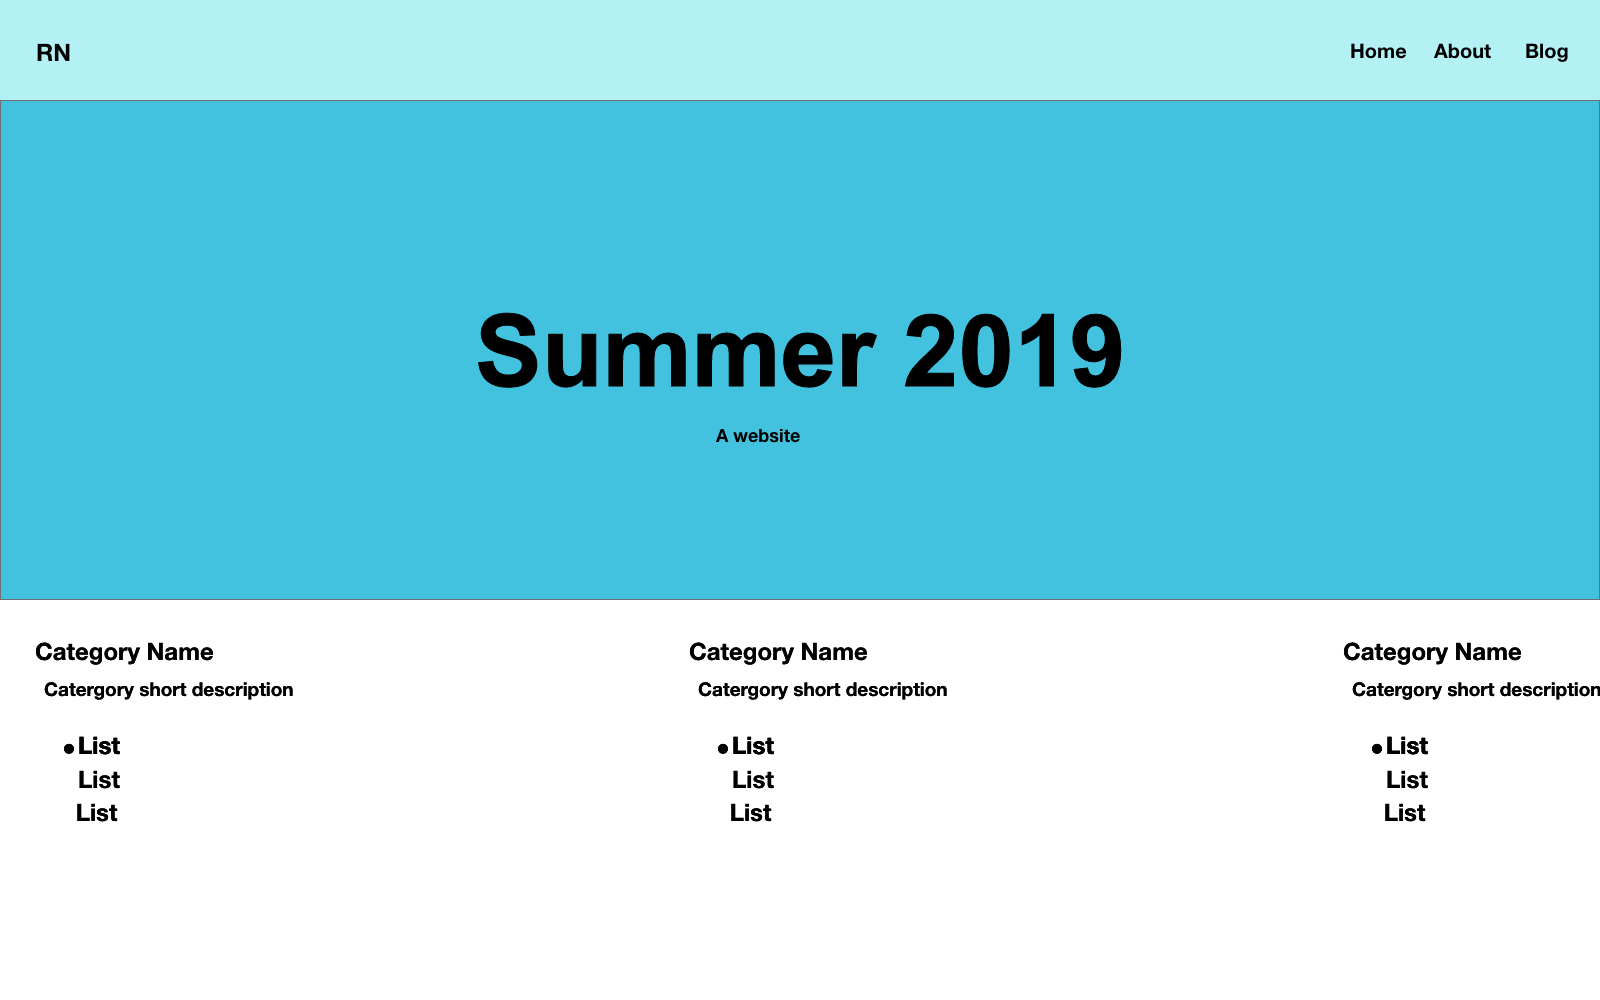 RN Home About Blog
Summer 2019
A website
Category Name Category Name Category Name
Catergory short description Catergory short description Catergory short description
• List • List • List
List List List
List List List